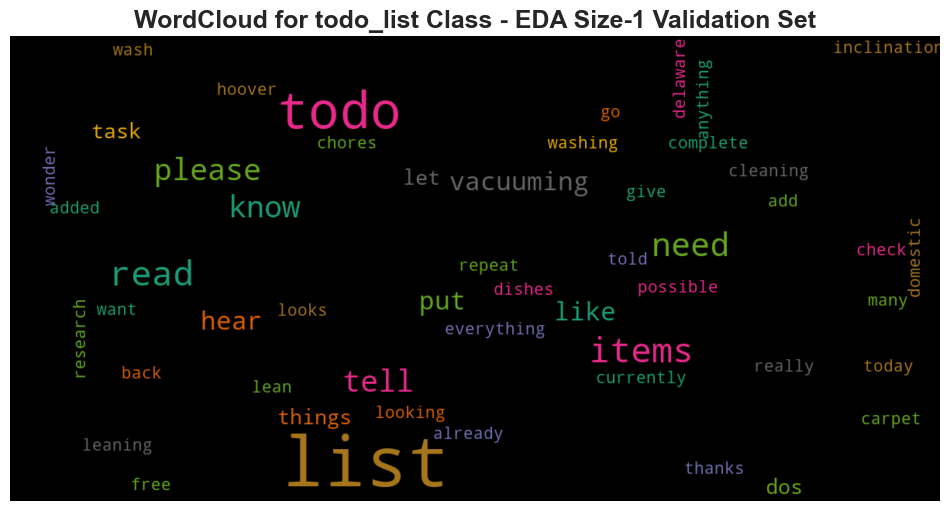 WordCloud for todo_list Class - EDA Size-1 Validation Set
wash
inclination
delaware
anything
hoover
todo
go
task
chores
washing
complete
wonder
please
let
vacuuming
cleaning
added
know
give
add
need
check
domestic
read
repeat
told
dishes
possible
put
many
research
want
hear
looks
like
everything
items
back
lean
tell
currently
really
today
things
looking
already
carpet
leaning
list
thanks
free
dos